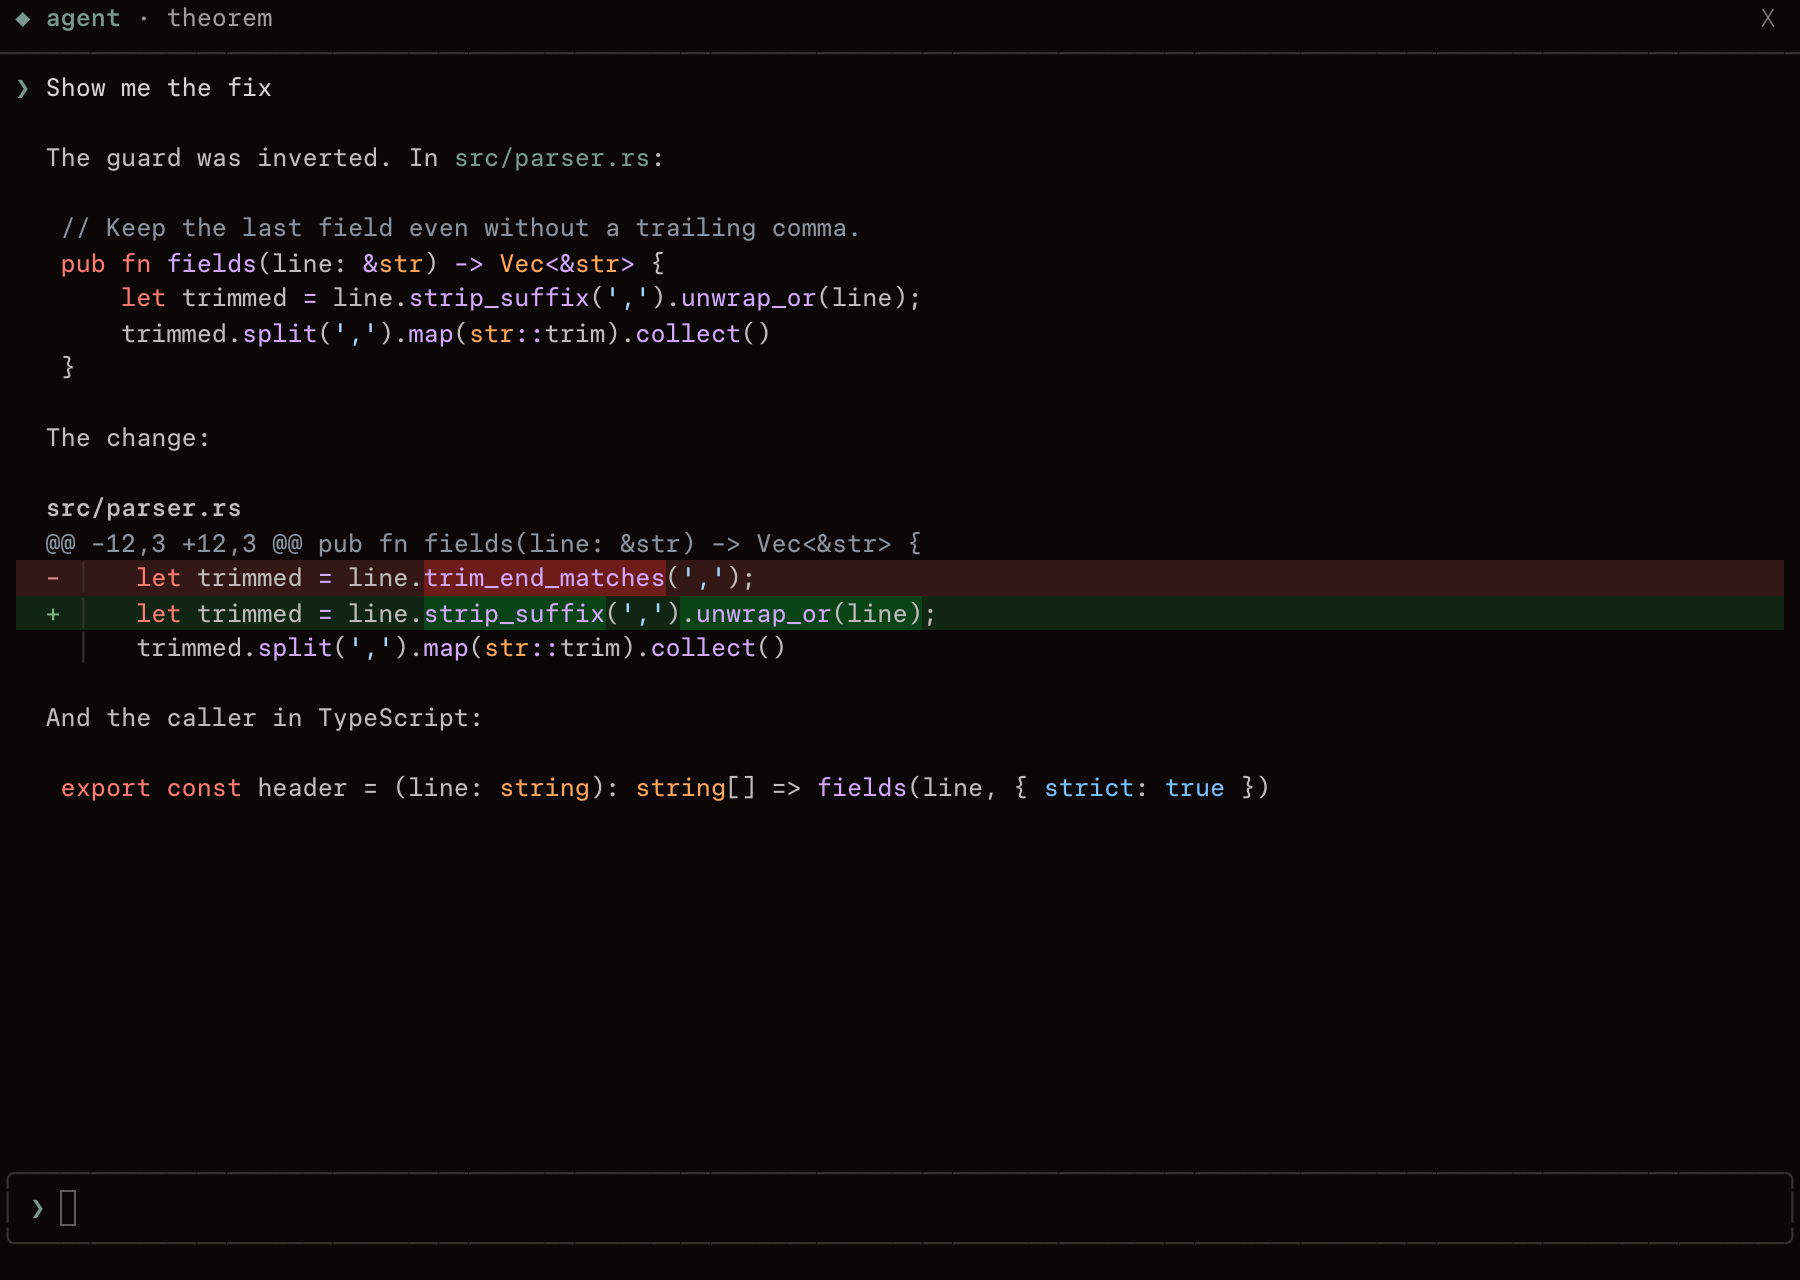 ◆ agent · theorem X
❯ Show me the fix
The guard was inverted. In src/parser.rs:
// Keep the last field even without a trailing comma.
pub fn fields(line: &str) -> Vec<&str> {
    let trimmed = line.strip_suffix(',').unwrap_or(line);
    trimmed.split(',').map(str::trim).collect()
}
The change:
src/parser.rs
@@ -12,3 +12,3 @@ pub fn fields(line: &str) -> Vec<&str> {
- │   let trimmed = line.trim_end_matches(',');
+ │   let trimmed = line.strip_suffix(',').unwrap_or(line);
  │   trimmed.split(',').map(str::trim).collect()
And the caller in TypeScript:
export const header = (line: string): string[] => fields(line, { strict: true })
❯